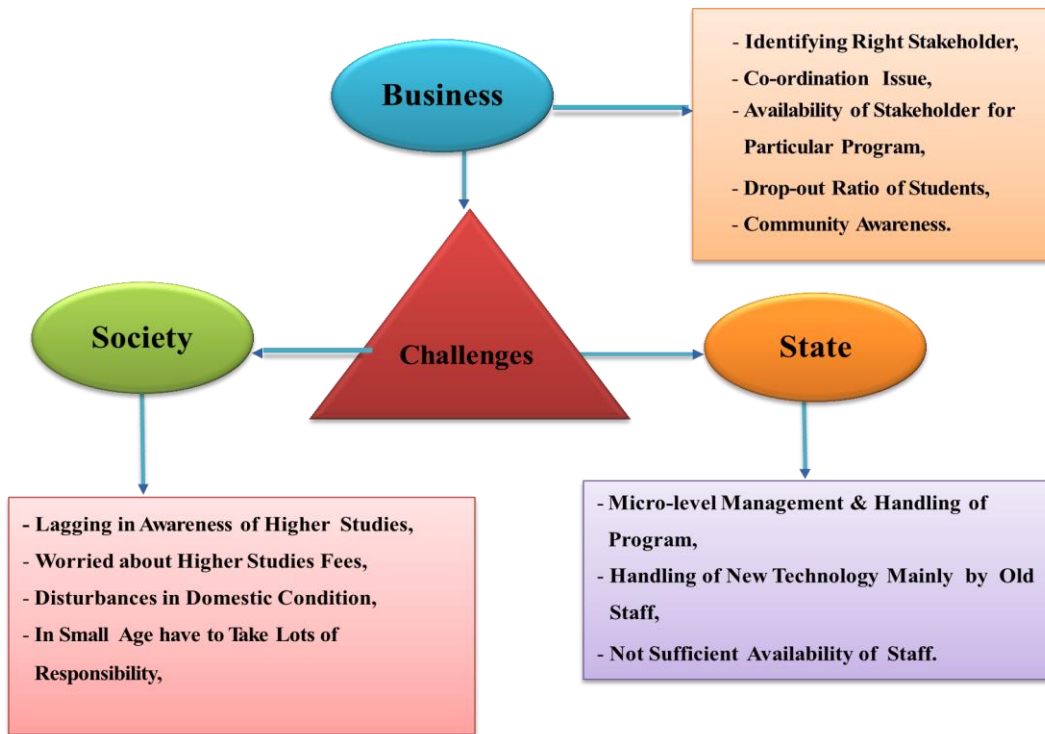 Business
- Identifying Right Stakeholder,
- Co-ordination Issue,
- Availability of Stakeholder for
Particular Program,
- Drop-out Ratio of Students,
- Community Awareness.
Society
Challenges
State
- Lagging in Awareness of Higher Studies,
- Worried about Higher Studies Fees,
- Disturbances in Domestic Condition,
- In Small Age have to Take Lots of
Responsibility,
- Micro-level Management & Handling of
Program,
- Handling of New Technology Mainly by Old
Staff,
- Not Sufficient Availability of Staff.